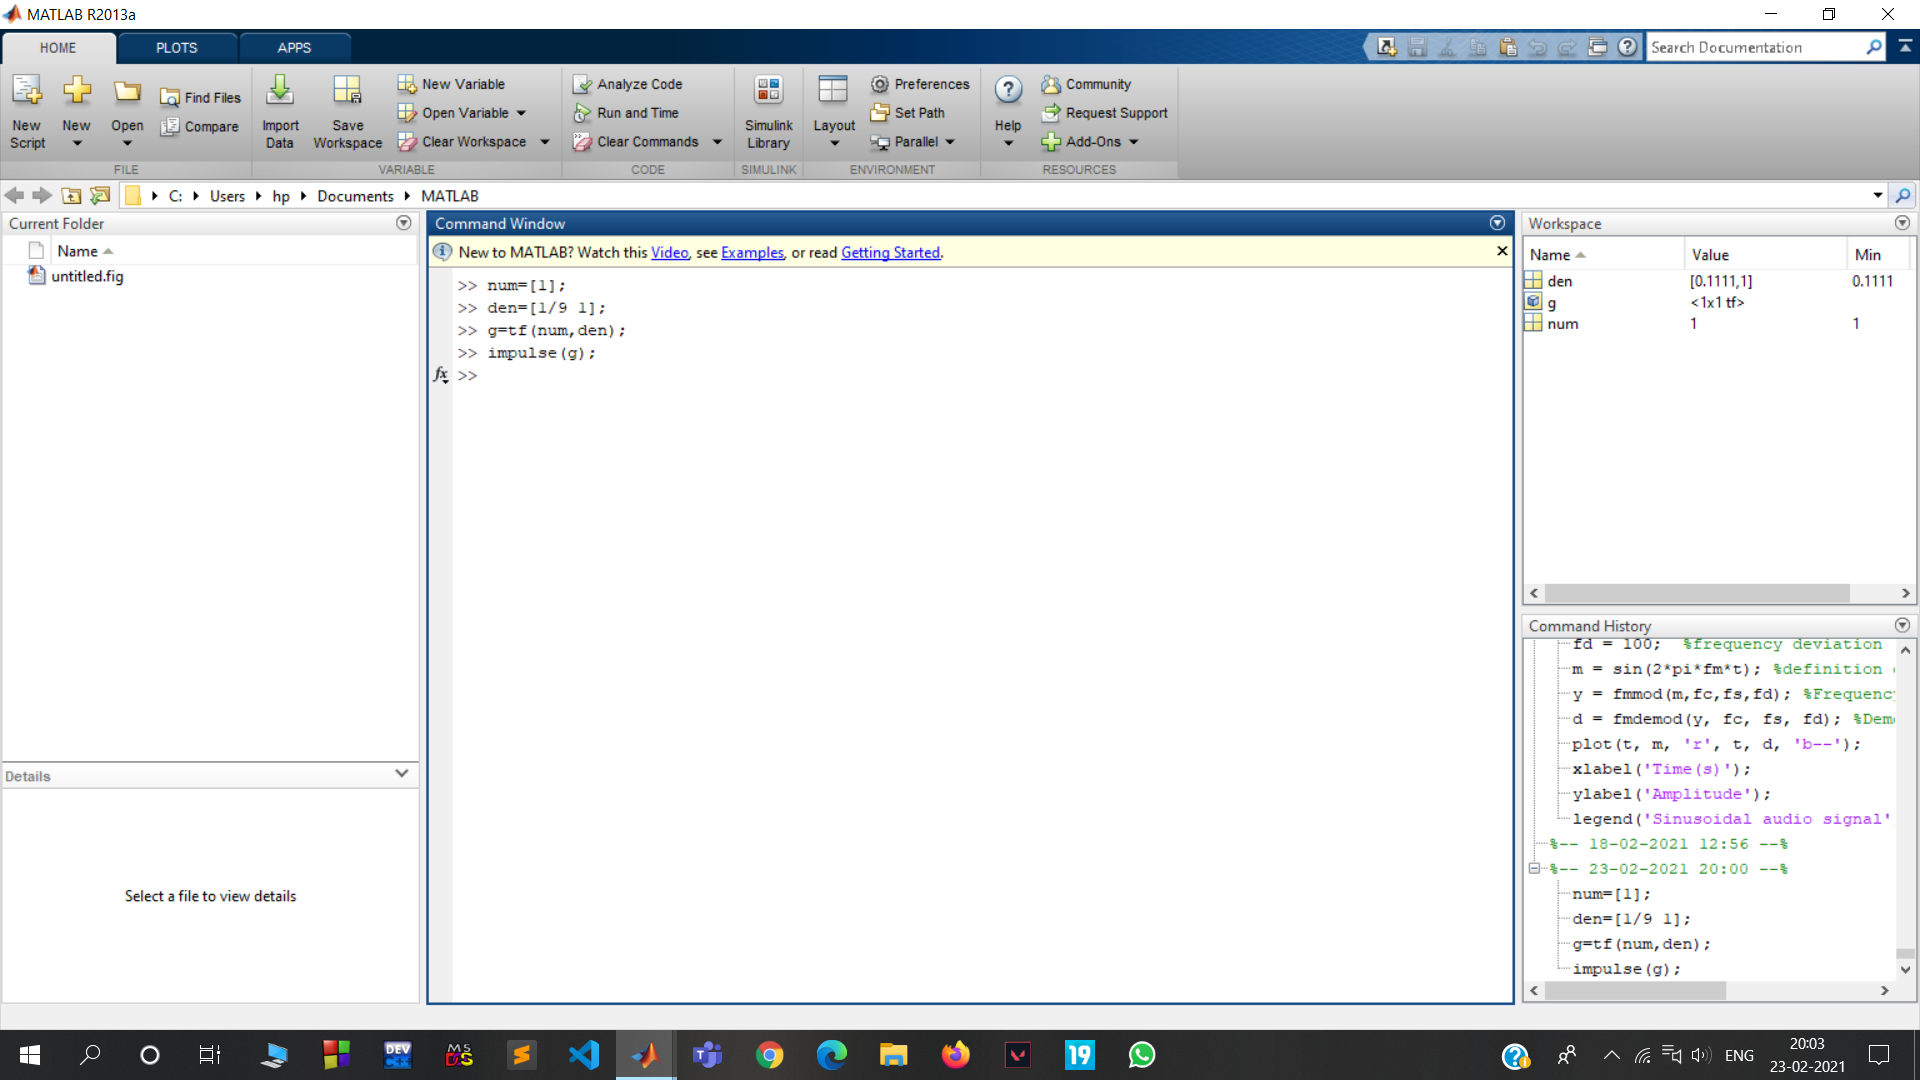 MATLAB R2013a
HOME PLOTS APPS
Search Documentation
New Script
New
Open
Find Files
Compare
FILE
Import Data
Save Workspace
New Variable
Open Variable
Clear Workspace
VARIABLE
Analyze Code
Run and Time
Clear Commands
CODE
Simulink Library
SIMULINK
Layout
Preferences
Set Path
Parallel
ENVIRONMENT
Help
Community
Request Support
Add-Ons
RESOURCES
C: Users hp Documents MATLAB
Current Folder
Name
untitled.fig
Details
Select a file to view details
Command Window
New to MATLAB? Watch this Video, see Examples, or read Getting Started.
>> num=[1];
>> den=[1/9 1];
>> g=tf(num,den);
>> impulse(g);
fx >>
Workspace
Name Value Min
den [0.1111,1] 0.1111
g <1x1 tf>
num 1 1
Command History
fd = 100; %frequency deviation
m = sin(2*pi*fm*t); %definition
y = fmmod(m,fc,fs,fd); %Frequency
d = fmdemod(y, fc, fs, fd); %Dem
plot(t, m, 'r', t, d, 'b--');
xlabel('Time(s)');
ylabel('Amplitude');
legend('Sinusoidal audio signal'
%-- 18-02-2021 12:56 --%
%-- 23-02-2021 20:00 --%
num=[1];
den=[1/9 1];
g=tf(num,den);
impulse(g);
DEV C++
MS DOS
19
ENG
20:03
23-02-2021